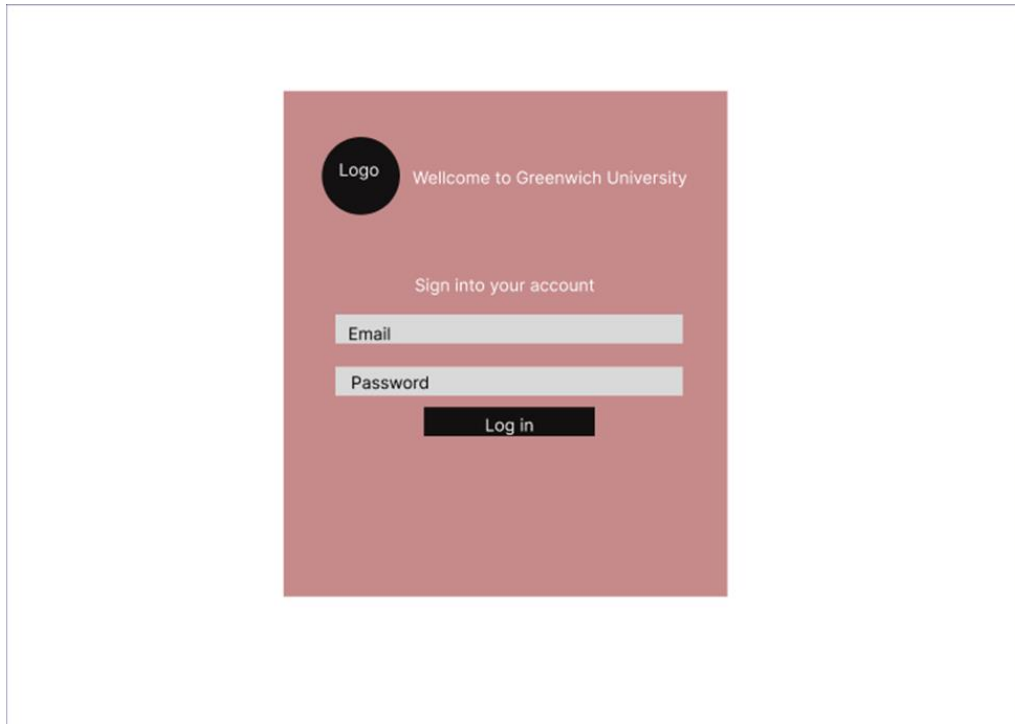 Logo
Wellcome to Greenwich University
Sign into your account
Email
Password
Log in